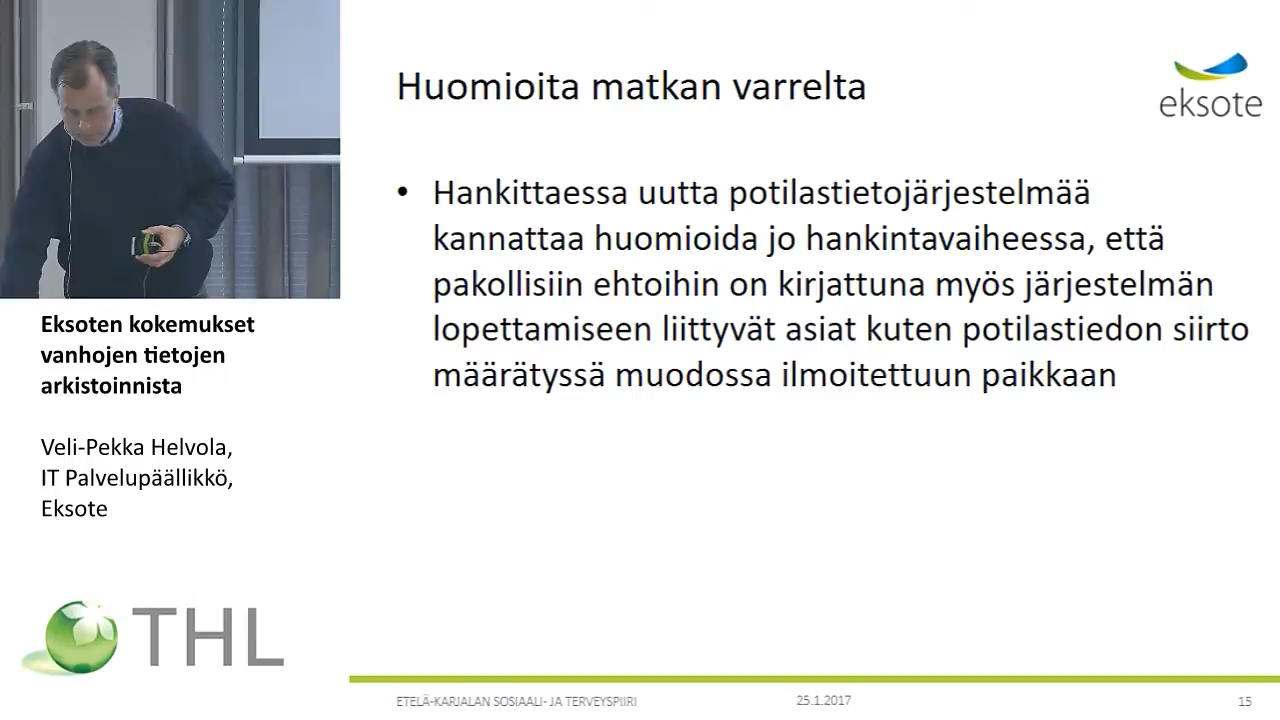 Huomioita matkan varrelta
eksote
• Hankittaessa uutta potilastietojärjestelmää
kannattaa huomioida jo hankintavaiheessa, että
pakollisiin ehtoihin on kirjattuna myös järjestelmän
lopettamiseen liittyvät asiat kuten potilastiedon siirto
määrätyssä muodossa ilmoitettuun paikkaan
Eksoten kokemukset
vanhojen tietojen
arkistoinnista
Veli-Pekka Helvola,
IT Palvelupäällikkö,
Eksote
THL
ETELÄ-KARJALAN SOSIAALI- JA TERVEYSPIIRI
25.1.2017
15